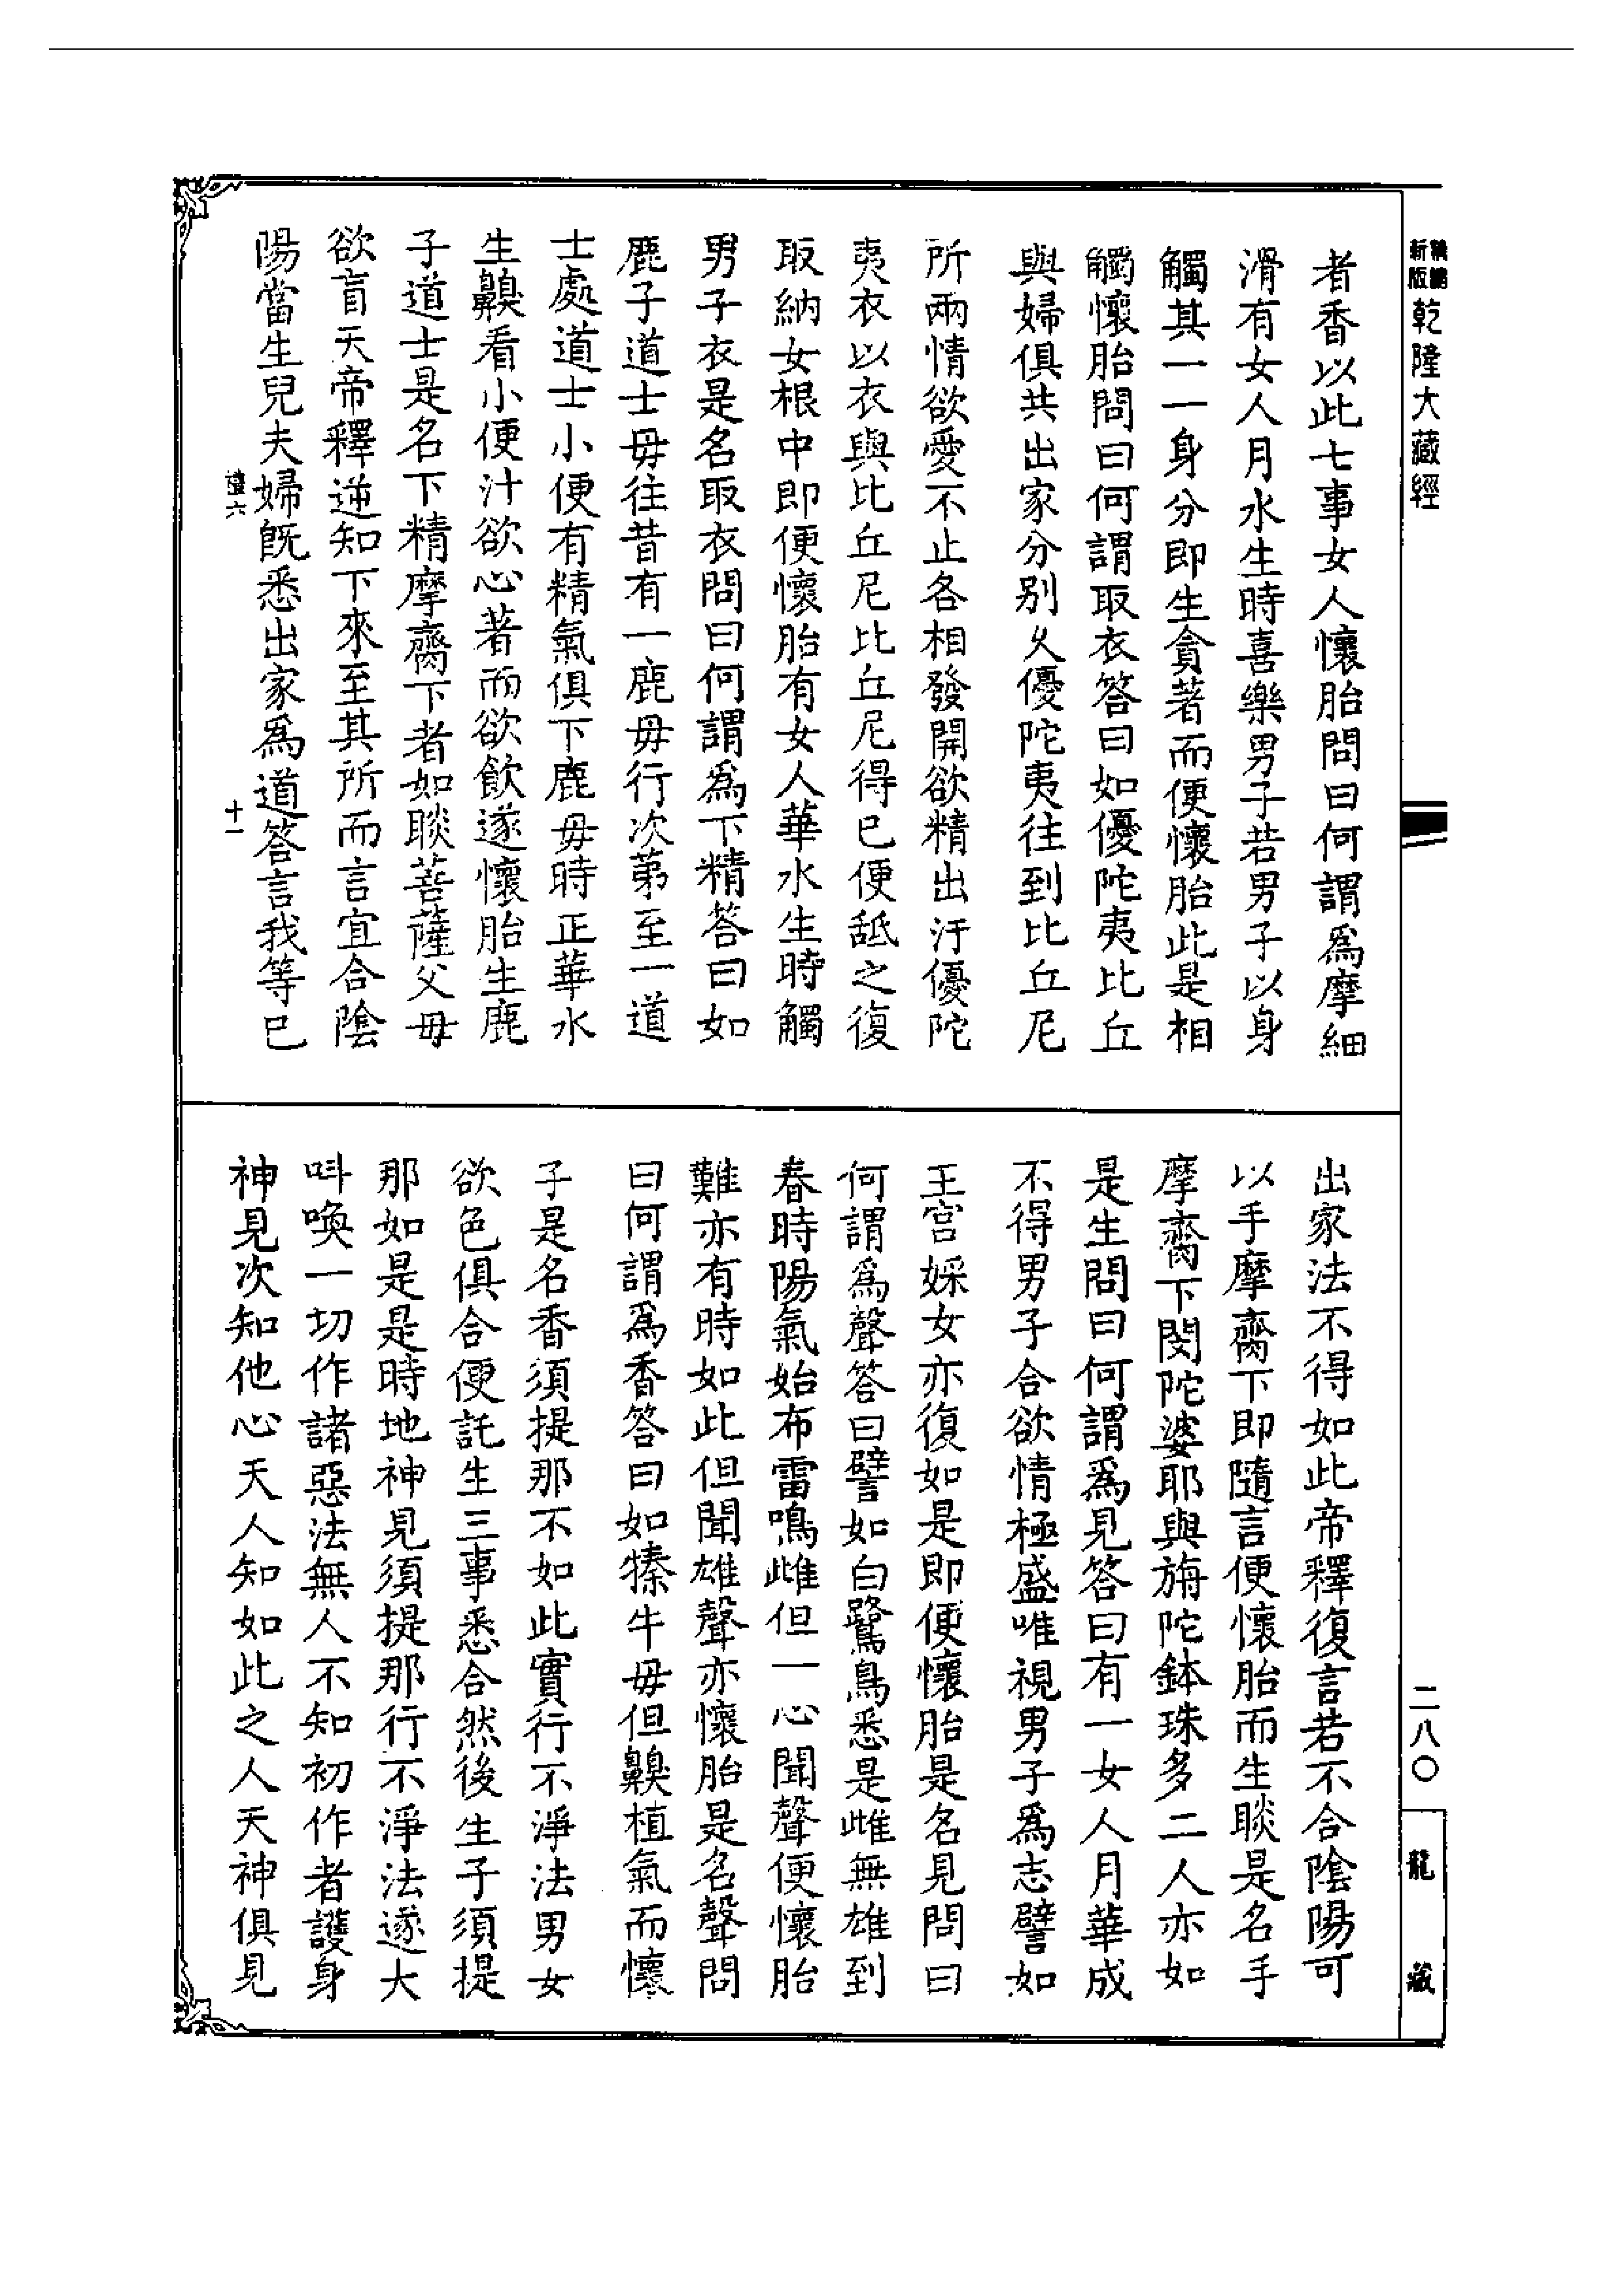 新版
乾隆大藏經
二八〇
龍藏
者香以此七事女人懷胎問曰何謂爲摩細
滑有女人月水生時喜樂男子若男子以身
觸其一一身分即生貪著而便懷胎此是相
觸懷胎問曰何謂取衣答曰如優陀夷比丘
與婦俱共出家分別久優陀夷往到比丘尼
所兩情欲愛不止各相發開欲精出汙優陀
夷衣以衣與比丘尼比丘尼得已便舐之復
取納女根中即便懷胎有女人華水生時觸
男子衣是名取衣問曰何謂爲下精答曰如
鹿子道士母往昔有一鹿母行次第至一道
士處道士小便有精氣俱下鹿母時正華水
生齅看小便汁欲心著而欲飲遂懷胎生鹿
子道士是名下精摩齎下者如睒菩薩父母
欲盲天帝釋逆知下來至其所而言宜合陰
陽當生兒夫婦旣悉出家爲道答言我等已
出家法不得如此帝釋復言若不合陰陽可
以手摩齎下即隨言便懷胎而生睒是名手
摩齎下閔陀婆耶與旃陀鉢珠多二人亦如
是生問曰何謂爲見答曰有一女人月華成
不得男子合欲情極盛唯視男子爲志譬如
王宮婇女亦復如是即便懷胎是名見問曰
何謂爲聲答曰譬如白鷺鳥悉是雌無雄到
春時陽氣始布雷鳴雌但一心聞聲便懷胎
難亦有時如此但聞雄聲亦懷胎是名聲問
曰何謂爲香答曰如㹀牛母但齅犆氣而懷
子是名香須提那不如此實行不淨法男女
欲色俱合便託生三事悉合然後生子須提
那如是是時地神見須提那行不淨法遂大
叫喚一切作諸惡法無人不知初作者護身
神見次知他心天人知如此之人天神俱見
六
十一